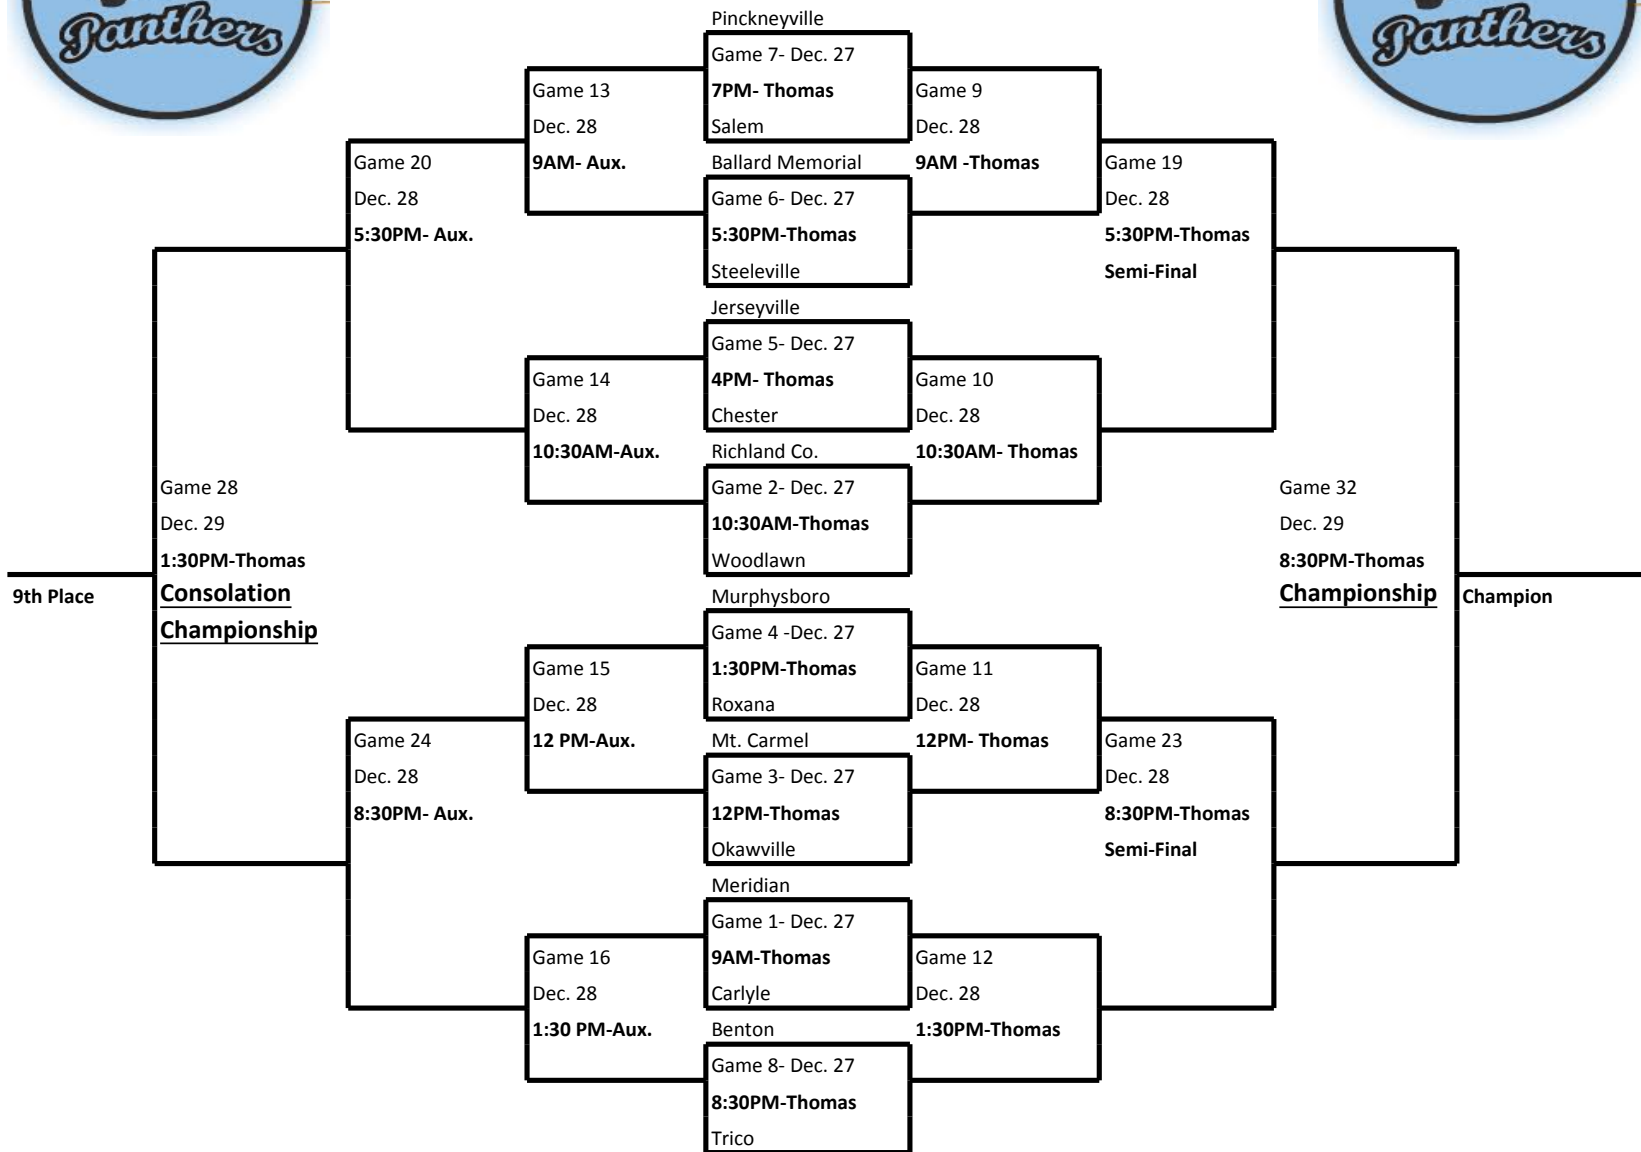 Panthers
Panthers
Pinckneyville
Game 7- Dec. 27
7PM- Thomas
Salem
Ballard Memorial
Game 6- Dec. 27
5:30PM-Thomas
Steeleville
Jerseyville
Game 5- Dec. 27
4PM- Thomas
Chester
Richland Co.
Game 2- Dec. 27
10:30AM-Thomas
Woodlawn
Murphysboro
Game 4 -Dec. 27
1:30PM-Thomas
Roxana
Mt. Carmel
Game 3- Dec. 27
12PM-Thomas
Okawville
Meridian
Game 1- Dec. 27
9AM-Thomas
Carlyle
Benton
Game 8- Dec. 27
8:30PM-Thomas
Trico
Game 13
Dec. 28
9AM- Aux.
Game 14
Dec. 28
10:30AM-Aux.
Game 15
Dec. 28
12 PM-Aux.
Game 16
Dec. 28
1:30 PM-Aux.
Game 20
Dec. 28
5:30PM- Aux.
Game 24
Dec. 28
8:30PM- Aux.
Game 28
Dec. 29
1:30PM-Thomas
Consolation
Championship
9th Place
Game 9
Dec. 28
9AM -Thomas
Game 10
Dec. 28
10:30AM- Thomas
Game 11
Dec. 28
12PM- Thomas
Game 12
Dec. 28
1:30PM-Thomas
Game 19
Dec. 28
5:30PM-Thomas
Semi-Final
Game 23
Dec. 28
8:30PM-Thomas
Semi-Final
Game 32
Dec. 29
8:30PM-Thomas
Championship
Champion